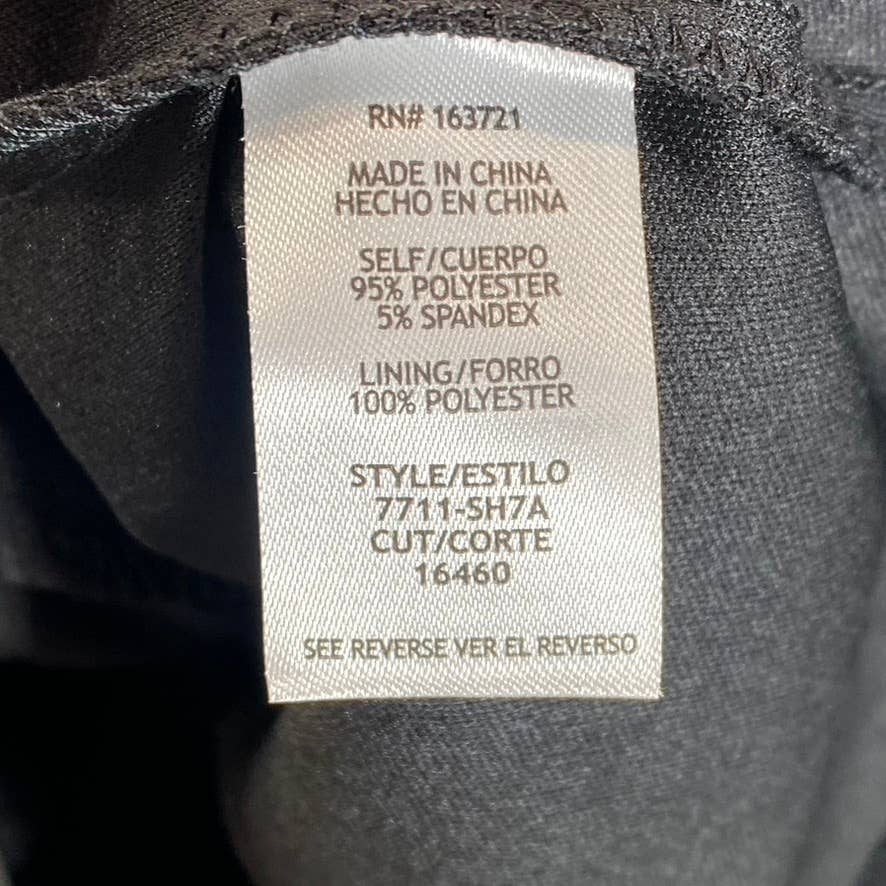 RN# 163721
MADE IN CHINA
HECHO EN CHINA
SELF/CUERPO
95% POLYESTER
5% SPANDEX
LINING/FORRO
100% POLYESTER
STYLE/ESTILO
7711-SH7A
CUT/CORTE
16460
SEE REVERSE VER EL REVERSO